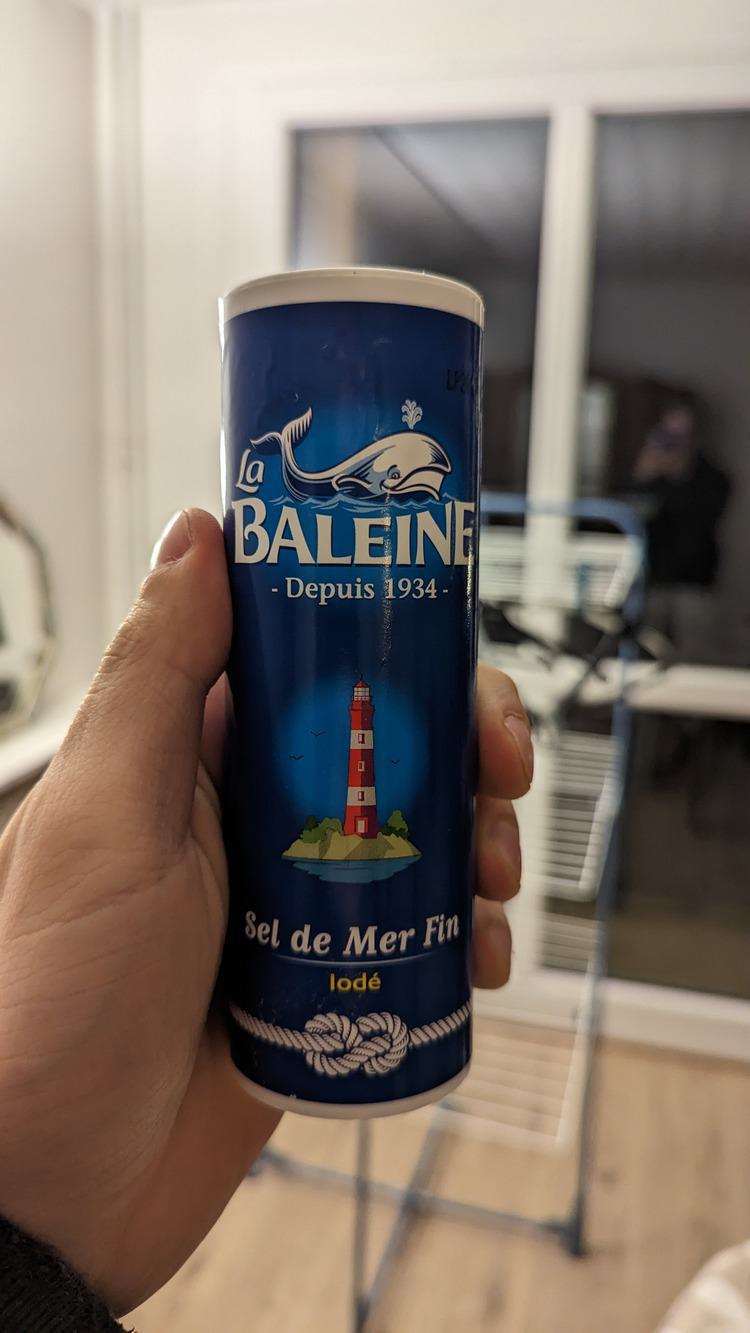 La
BALEINE
- Depuis 1934 -
Sel de Mer Fin
Iodé